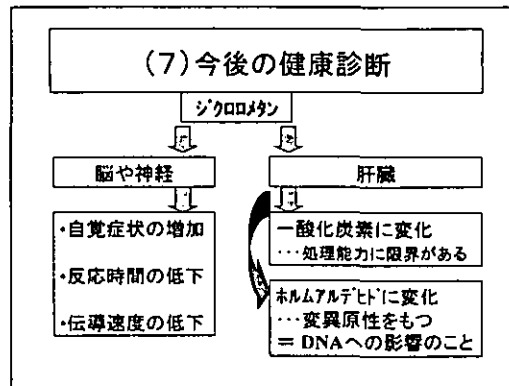 (7)今後の健康診断
ジクロロメタン
脳や神経
肝臓
・自覚症状の増加
・反応時間の低下
・伝導速度の低下
一酸化炭素に変化
…処理能力に限界がある
ホルムアルデヒドに変化
…変異原性をもつ
= DNAへの影響のこと